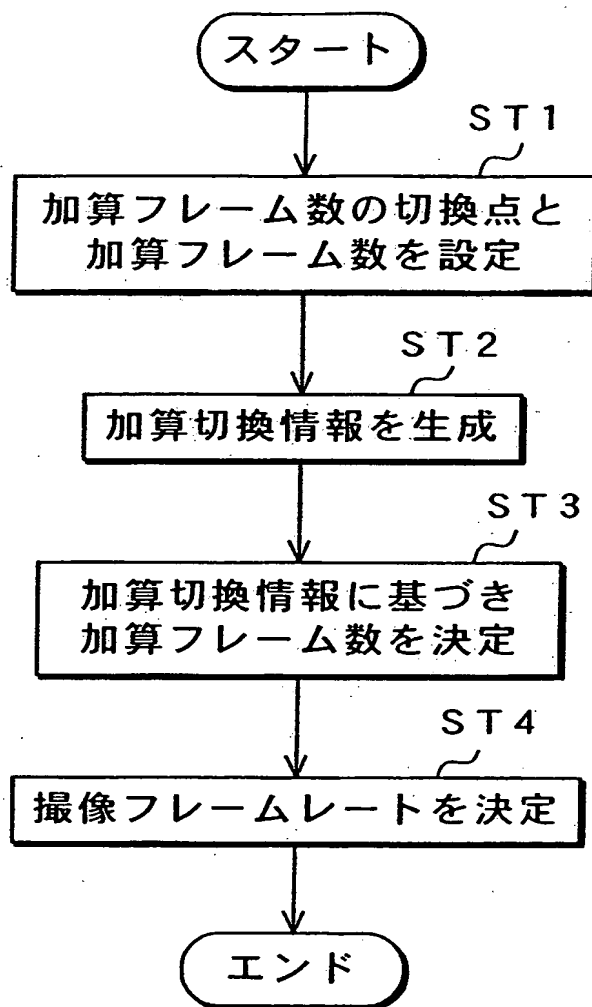 スタート
ST1
加算フレーム数の切換点と
加算フレーム数を設定
ST2
加算切換情報を生成
ST3
加算切換情報に基づき
加算フレーム数を決定
ST4
撮像フレームレートを決定
エンド